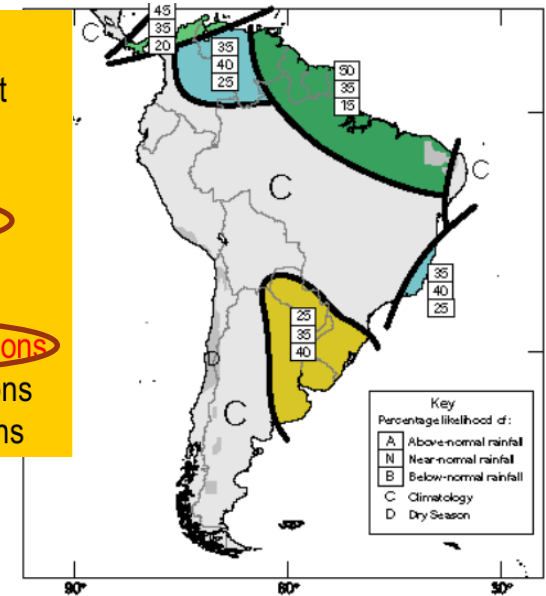 t
ons
ns
ns
45
35
20
C
35
40
25
50
35
15
C
C
35
40
25
25
35
40
D
C
Key
Percentage likelihood of:
A Above-normal rainfall
N Near-normal rainfall
B Below-normal rainfall
C Climatology
D Dry Season
90°
60°
30°